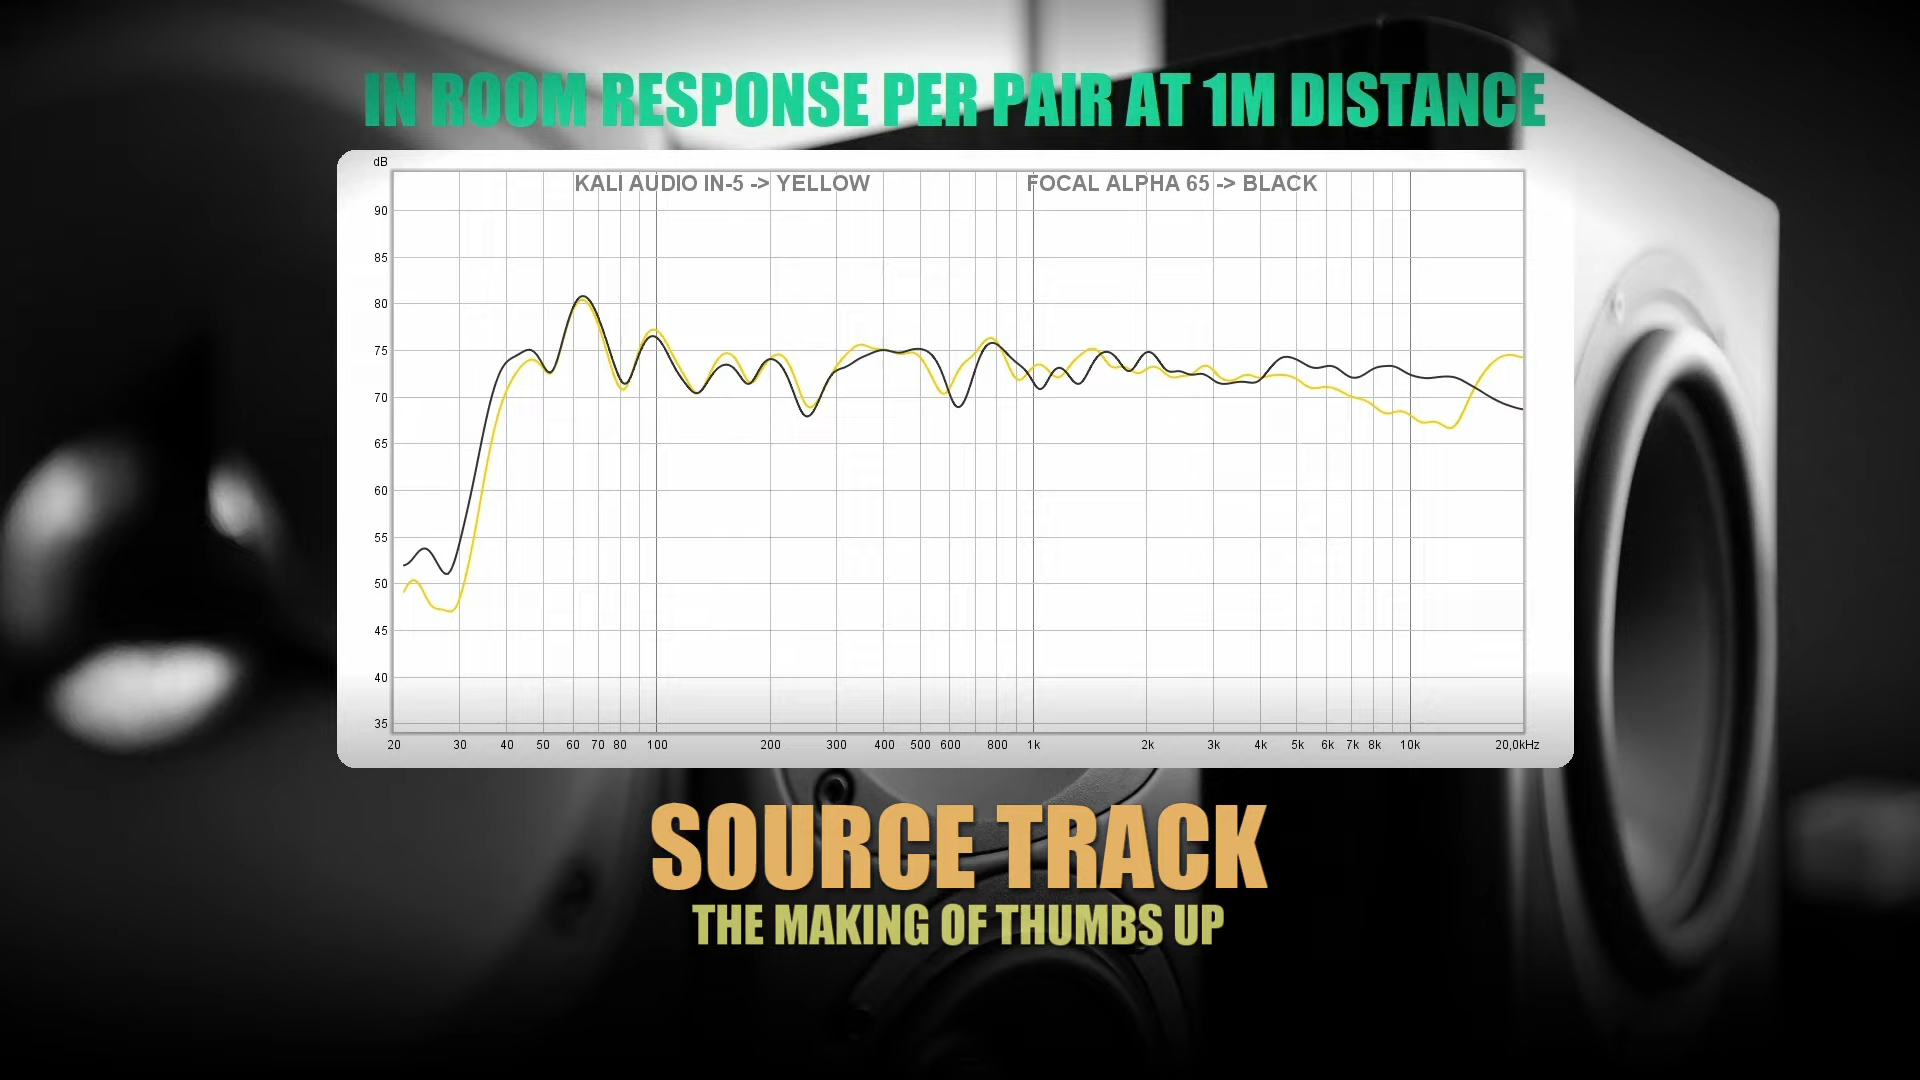 IN ROOM RESPONSE PER PAIR AT 1M DISTANCE
dB
KALI AUDIO IN-5 -> YELLOW FOCAL ALPHA 65 -> BLACK
90
85
80
75
70
65
60
55
50
45
40
35
20 30 40 50 60 70 80 100 200 300 400 500 600 800 1k 2k 3k 4k 5k 6k 7k 8k 10k 20,0kHz
SOURCE TRACK
THE MAKING OF THUMBS UP